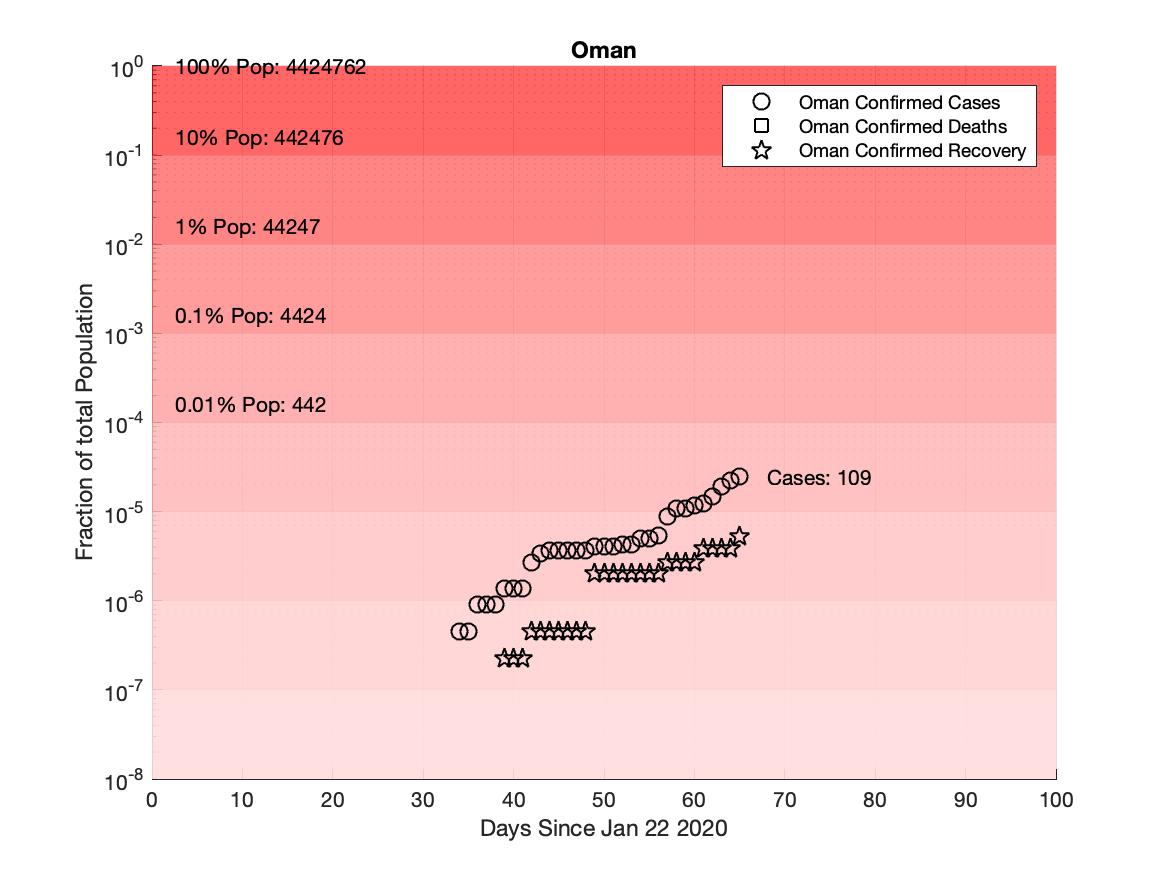 Oman
10^0
10^-1
10^-2
10^-3
10^-4
10^-5
10^-6
10^-7
10^-8
Fraction of total Population
100% Pop: 4424762
10% Pop: 442476
1% Pop: 44247
0.1% Pop: 4424
0.01% Pop: 442
Oman Confirmed Cases
Oman Confirmed Deaths
Oman Confirmed Recovery
Cases: 109
0 10 20 30 40 50 60 70 80 90 100
Days Since Jan 22 2020